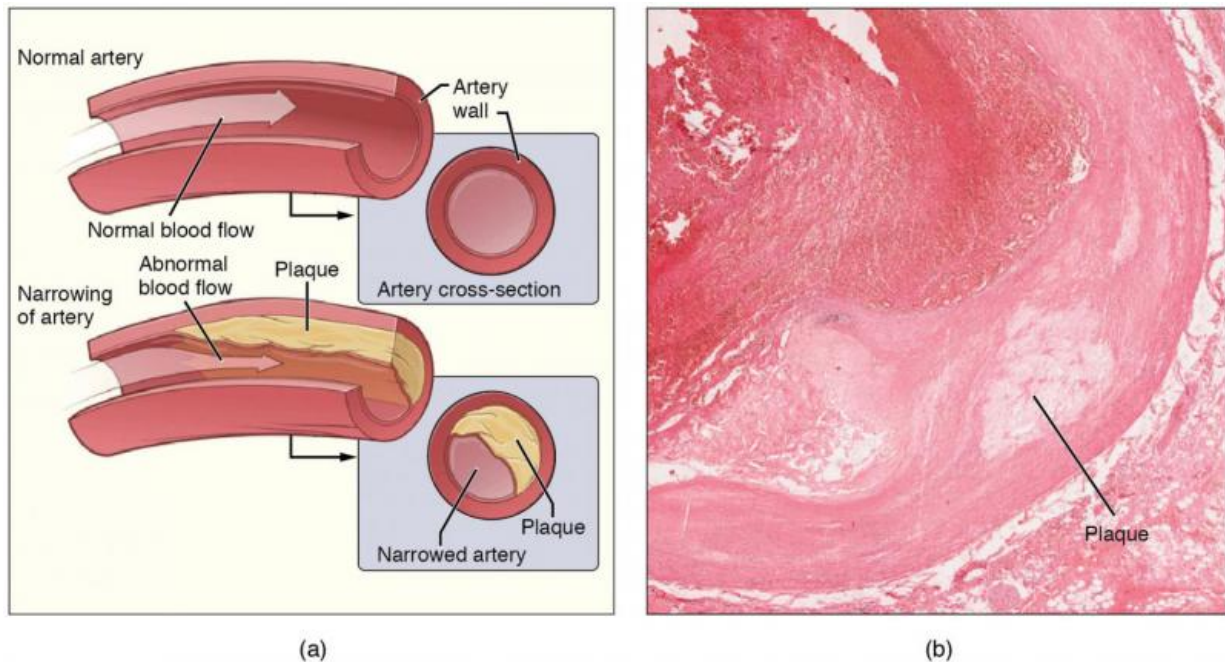 Normal artery
Artery
wall
Normal blood flow
Artery cross-section
Abnormal
blood flow
Plaque
Narrowing
of artery
Plaque
Narrowed artery
Plaque
(a)
(b)